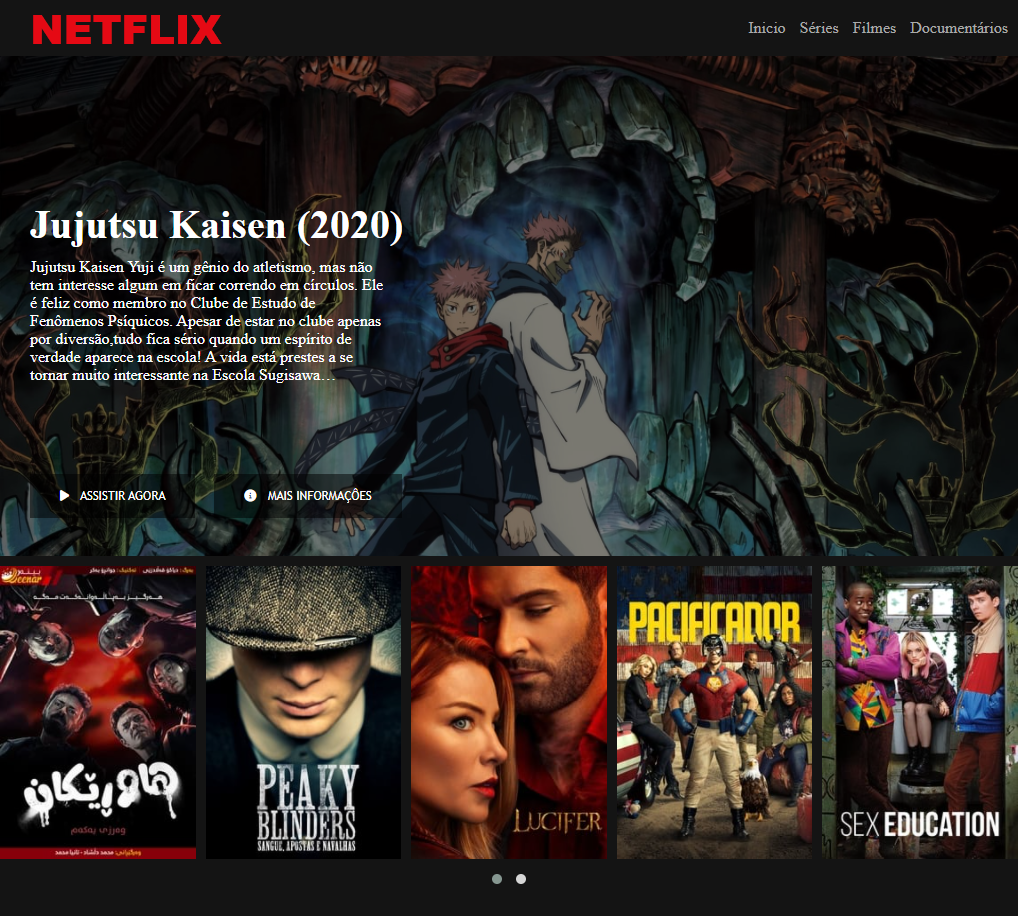 NETFLIX
Inicio Séries Filmes Documentários
Jujutsu Kaisen (2020)
Jujutsu Kaisen Yuji é um gênio do atletismo, mas não
tem interesse algum em ficar correndo em círculos. Ele
é feliz como membro no Clube de Estudo de
Fenômenos Psíquicos. Apesar de estar no clube apenas
por diversão,tudo fica sério quando um espírito de
verdade aparece na escola! A vida está prestes a se
tornar muito interessante na Escola Sugisawa…
ASSISTIR AGORA
MAIS INFORMAÇÔES
هاوڕێکان
وەرزی یەکەم
PEAKY
BLINDERS
SANGUE, APOSTAS E NAVALHAS
LUCIFER
PACIFICADOR
SEX EDUCATION